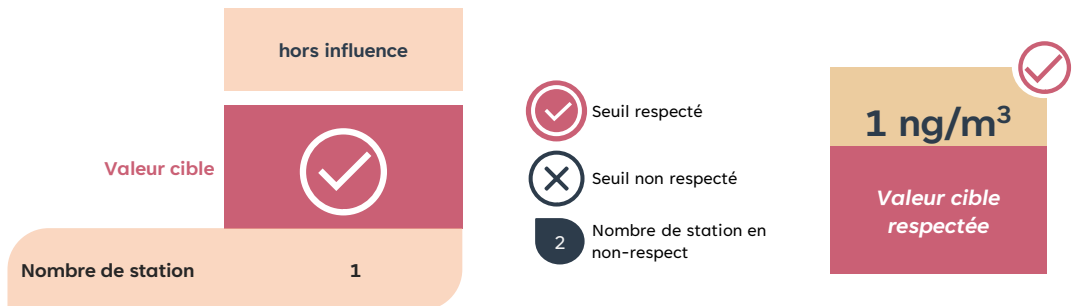 hors influence
Valeur cible
Nombre de station 1
Seuil respecté
Seuil non respecté
2
Nombre de station en
non-respect
1 ng/m³
Valeur cible
respectée